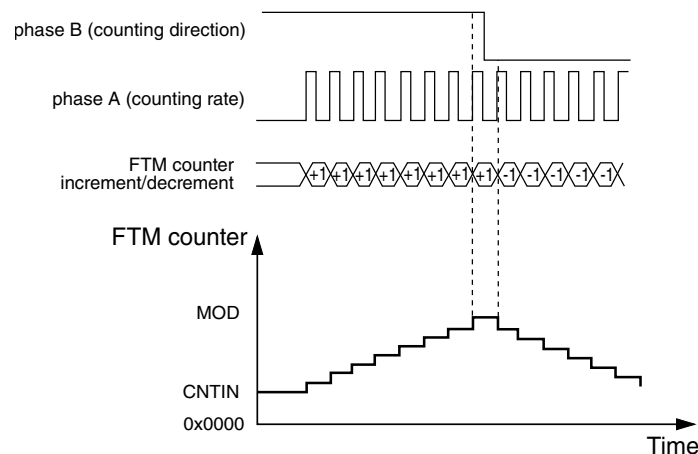 phase B (counting direction)
phase A (counting rate)
FTM counter
increment/decrement
+1 +1 +1 +1 +1 +1 +1 +1 -1 -1 -1 -1 -1
FTM counter
MOD
CNTIN
0x0000
Time